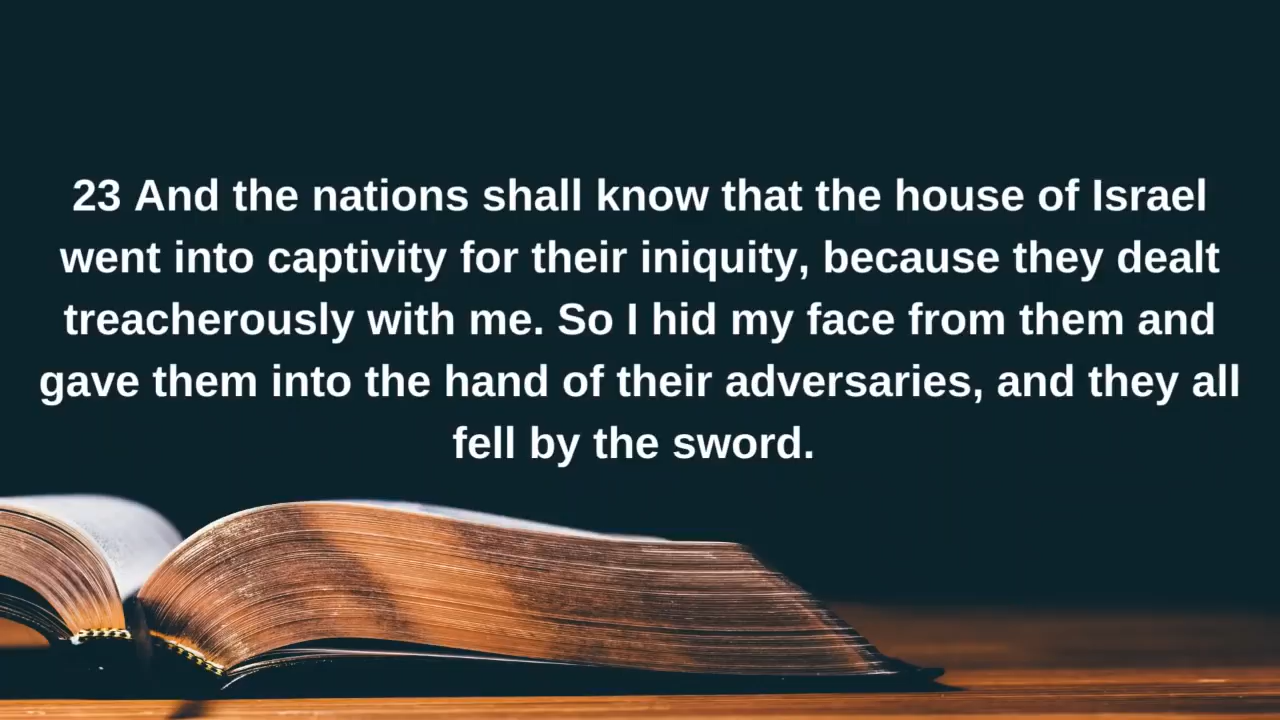 23 And the nations shall know that the house of Israel
went into captivity for their iniquity, because they dealt
treacherously with me. So I hid my face from them and
gave them into the hand of their adversaries, and they all
fell by the sword.